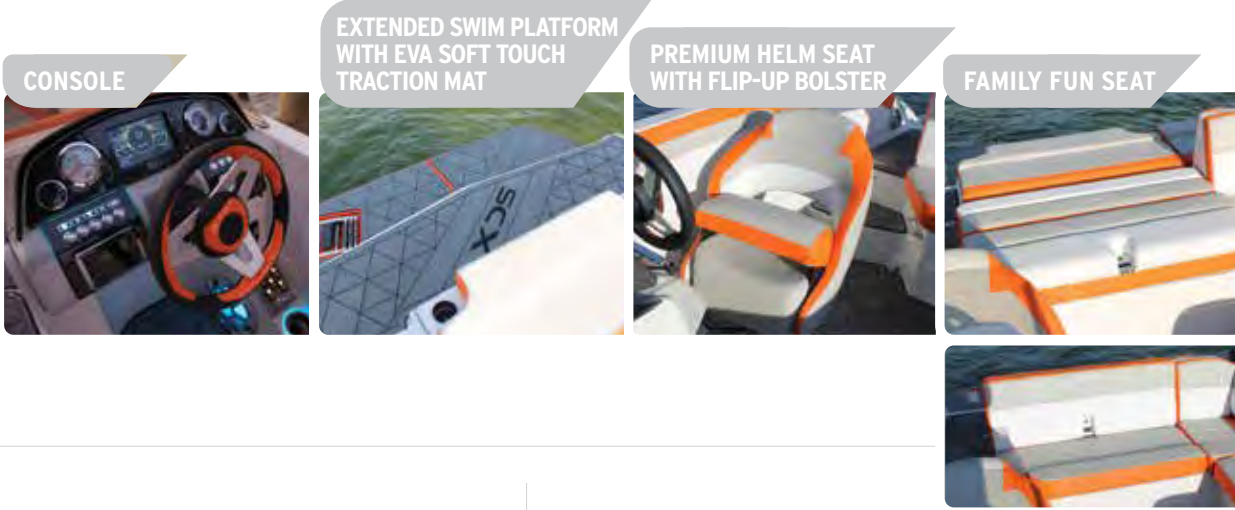 CONSOLE
EXTENDED SWIM PLATFORM
WITH EVA SOFT TOUCH
TRACTION MAT
PREMIUM HELM SEAT
WITH FLIP-UP BOLSTER
FAMILY FUN SEAT
SCX